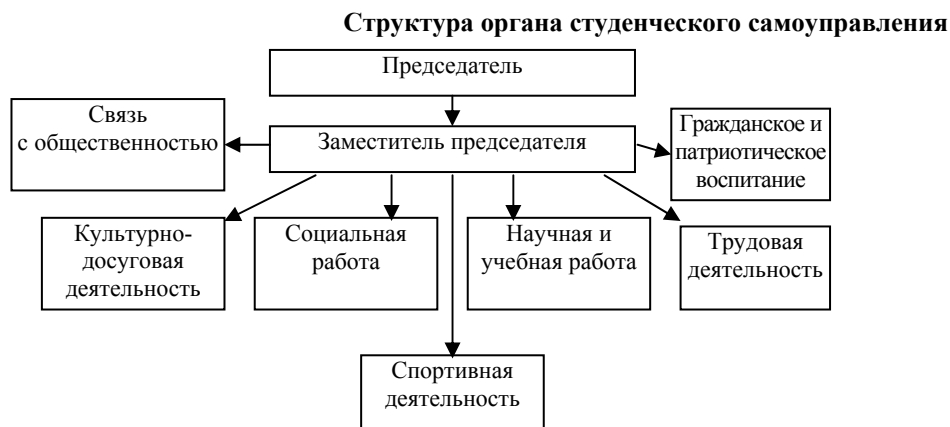 Структура органа студенческого самоуправления
Председатель
Связь
с общественностью
Заместитель председателя
Гражданское и
патриотическое
воспитание
Культурно-
досуговая
деятельность
Социальная
работа
Научная и
учебная работа
Трудовая
деятельность
Спортивная
деятельность